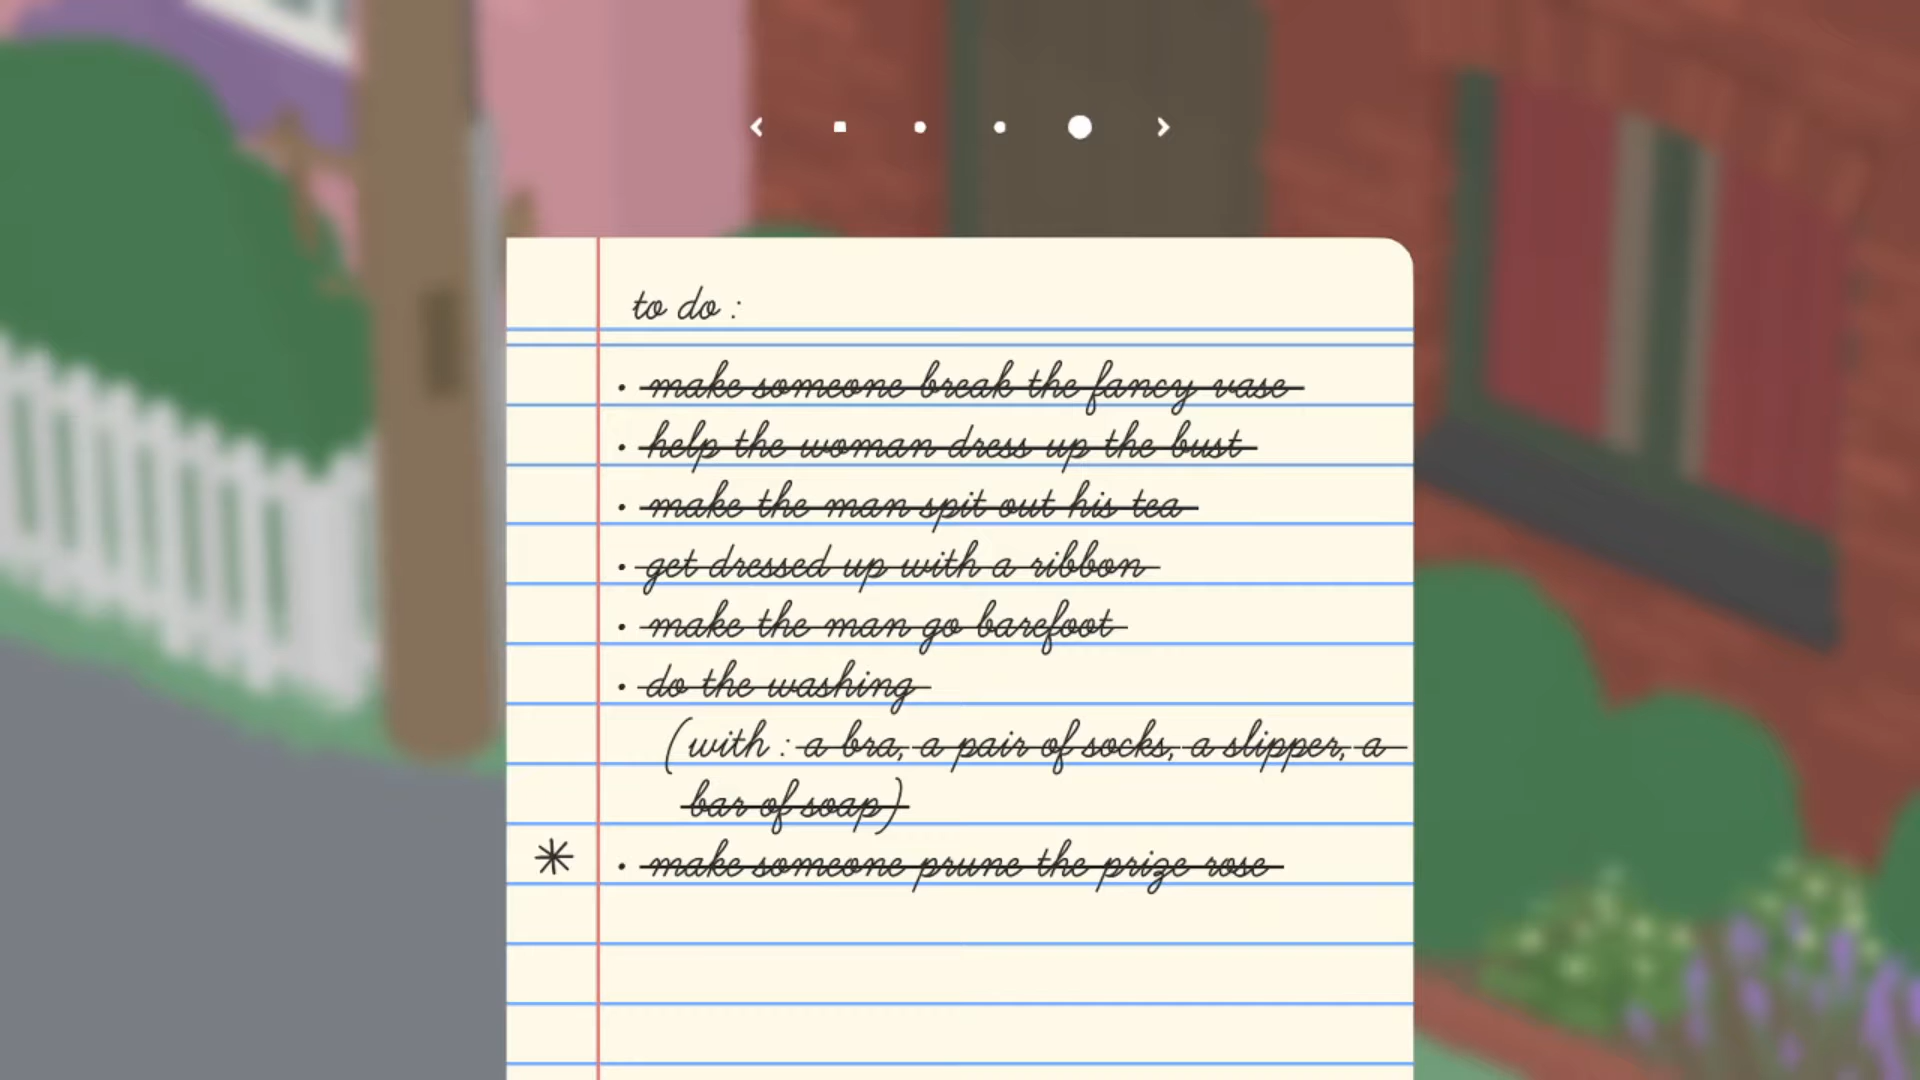 to do :
• make someone break the fancy vase
• help the woman dress up the bust
• make the man spit out his tea
• get dressed up with a ribbon
• make the man go barefoot
• do the washing
(with : a bra, a pair of socks, a slipper, a
bar of soap)
* • make someone prune the prize rose